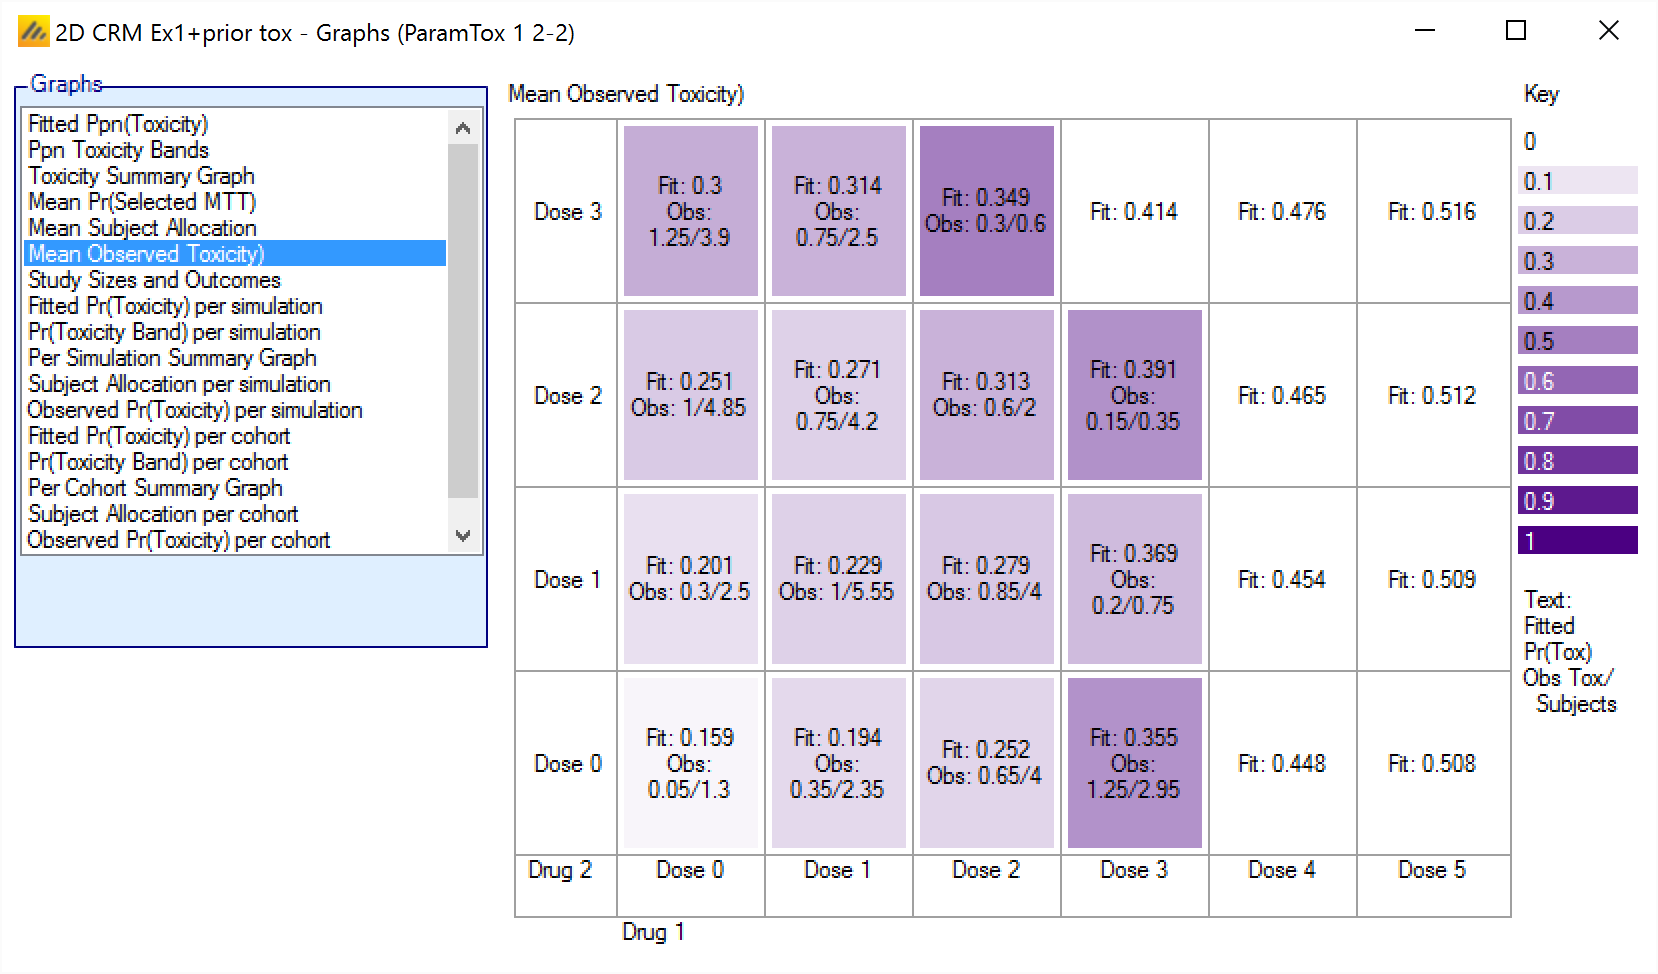 2D CRM Ex1+prior tox - Graphs (ParamTox 1 2-2)
Graphs
Fitted Ppn(Toxicity)
Ppn Toxicity Bands
Toxicity Summary Graph
Mean Pr(Selected MTT)
Mean Subject Allocation
Mean Observed Toxicity)
Study Sizes and Outcomes
Fitted Pr(Toxicity) per simulation
Pr(Toxicity Band) per simulation
Per Simulation Summary Graph
Subject Allocation per simulation
Observed Pr(Toxicity) per simulation
Fitted Pr(Toxicity) per cohort
Pr(Toxicity Band) per cohort
Per Cohort Summary Graph
Subject Allocation per cohort
Observed Pr(Toxicity) per cohort
Mean Observed Toxicity)
Dose 3
Fit: 0.3
Obs:
1.25/3.9
Fit: 0.314
Obs:
0.75/2.5
Fit: 0.349
Obs: 0.3/0.6
Fit: 0.414
Fit: 0.476
Fit: 0.516
Dose 2
Fit: 0.251
Obs: 1/4.85
Fit: 0.271
Obs:
0.75/4.2
Fit: 0.313
Obs: 0.6/2
Fit: 0.391
Obs:
0.15/0.35
Fit: 0.465
Fit: 0.512
Dose 1
Fit: 0.201
Obs: 0.3/2.5
Fit: 0.229
Obs: 1/5.55
Fit: 0.279
Obs: 0.85/4
Fit: 0.369
Obs:
0.2/0.75
Fit: 0.454
Fit: 0.509
Dose 0
Fit: 0.159
Obs:
0.05/1.3
Fit: 0.194
Obs:
0.35/2.35
Fit: 0.252
Obs: 0.65/4
Fit: 0.355
Obs:
1.25/2.95
Fit: 0.448
Fit: 0.508
Drug 2
Dose 0
Dose 1
Dose 2
Dose 3
Dose 4
Dose 5
Drug 1
Key
0
0.1
0.2
0.3
0.4
0.5
0.6
0.7
0.8
0.9
1
Text:
Fitted
Pr(Tox)
Obs Tox/
Subjects